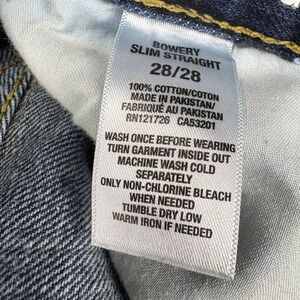 BOWERY
SLIM STRAIGHT
28/28
100% COTTON/COTON
MADE IN PAKISTAN/
FABRIQUÉ AU PAKISTAN
RN121726 CA53201
WASH ONCE BEFORE WEARING
TURN GARMENT INSIDE OUT
MACHINE WASH COLD
SEPARATELY
ONLY NON-CHLORINE BLEACH
WHEN NEEDED
TUMBLE DRY LOW
WARM IRON IF NEEDED